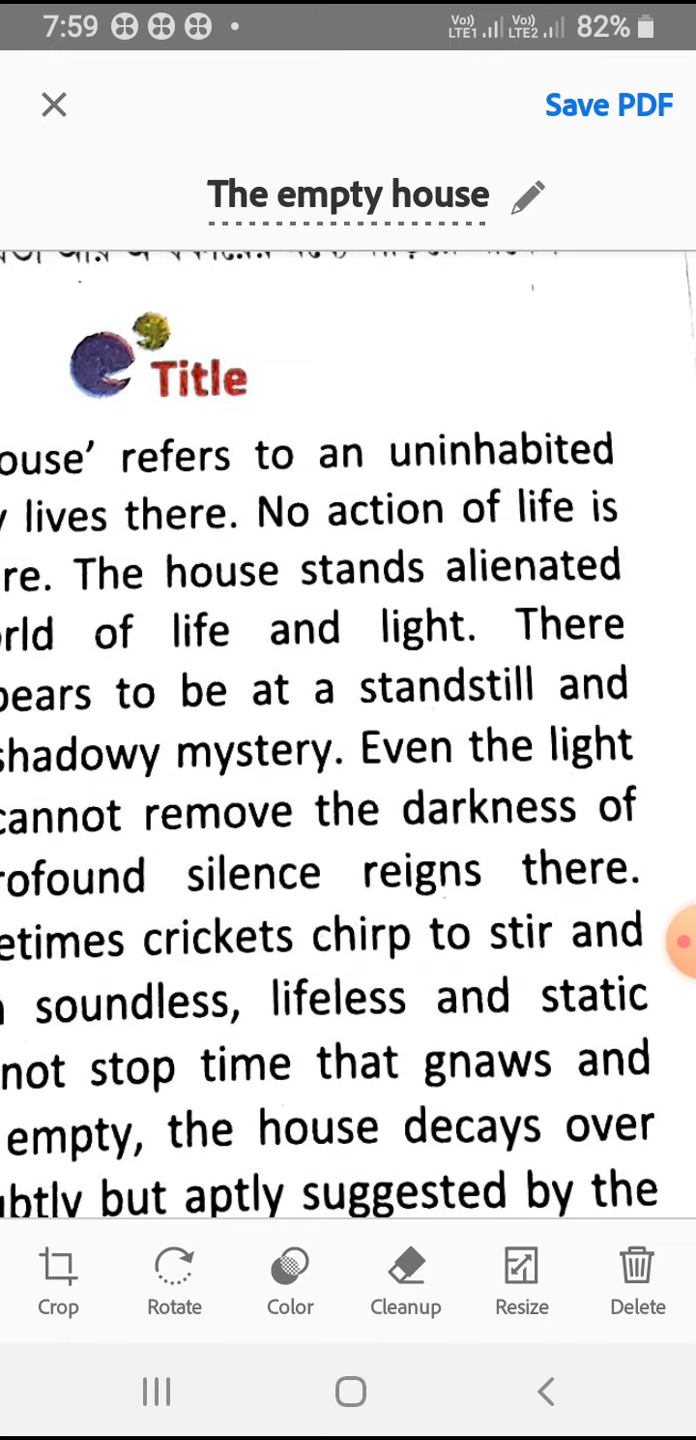 7:59 Vo)) LTE1 Vo)) LTE2 82%
Save PDF
The empty house
Title
ouse’ refers to an uninhabited
lives there. No action of life is
re. The house stands alienated
rld of life and light. There
pears to be at a standstill and
shadowy mystery. Even the light
cannot remove the darkness of
rofound silence reigns there.
etimes crickets chirp to stir and
soundless, lifeless and static
not stop time that gnaws and
empty, the house decays over
btly but aptly suggested by the
Crop Rotate Color Cleanup Resize Delete